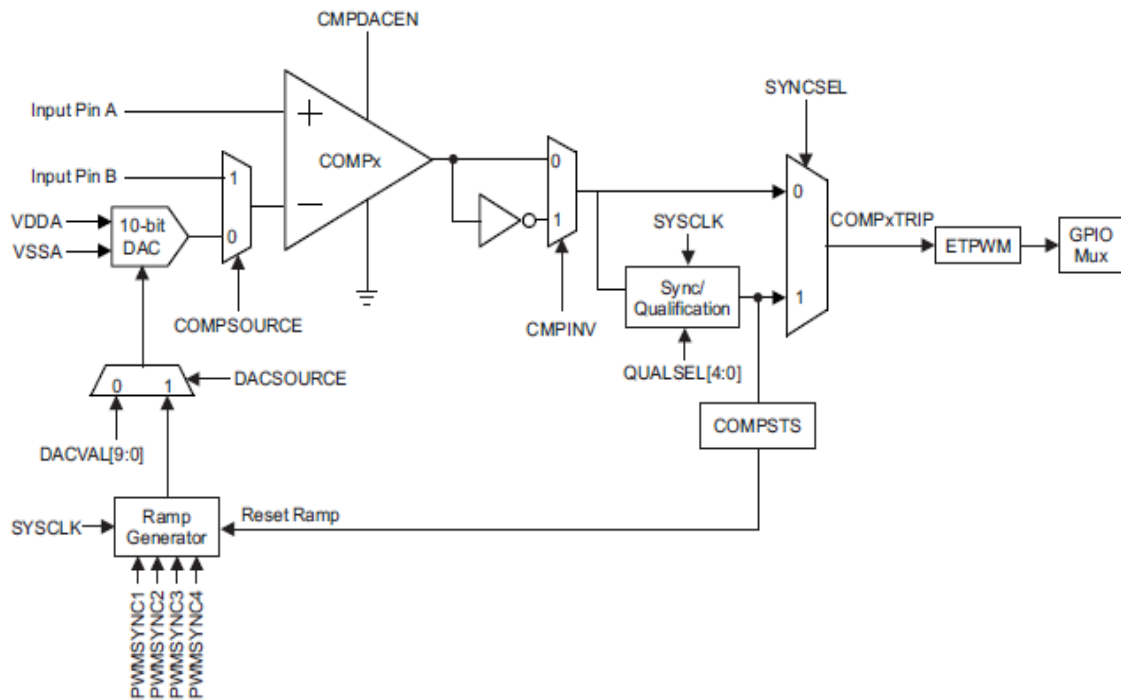 CMPDACEN
SYNCSEL
Input Pin A
+
COMPx
0
Input Pin B
1
−
0
VDDA
10-bit
DAC
0
1
SYSCLK
COMPxTRIP
ETPWM
GPIO
Mux
VSSA
Sync/
Qualification
1
COMPSOURCE
CMPINV
QUALSEL[4:0]
DACSOURCE
0 1
COMPSTS
DACVAL[9:0]
SYSCLK
Ramp
Generator
Reset Ramp
PWMSYNC1
PWMSYNC2
PWMSYNC3
PWMSYNC4